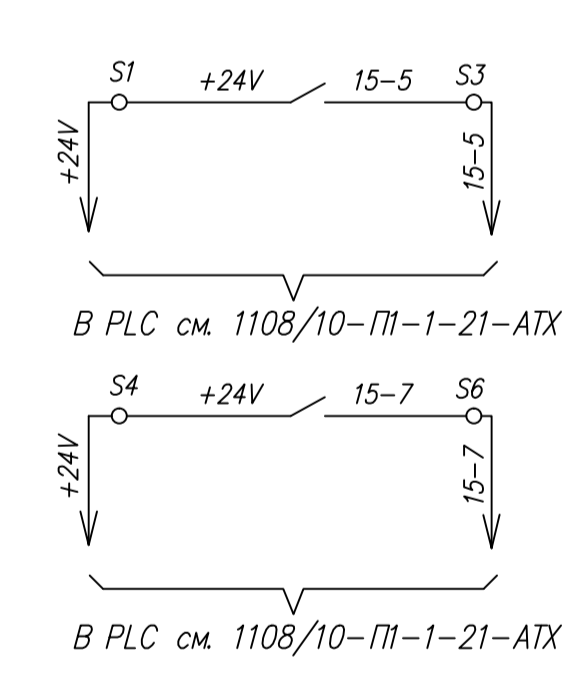 S1 +24V 15-5 S3
+24V 15-5
В PLC см. 1108/10-П1-1-21-АТХ
S4 +24V 15-7 S6
+24V 15-7
В PLC см. 1108/10-П1-1-21-АТХ